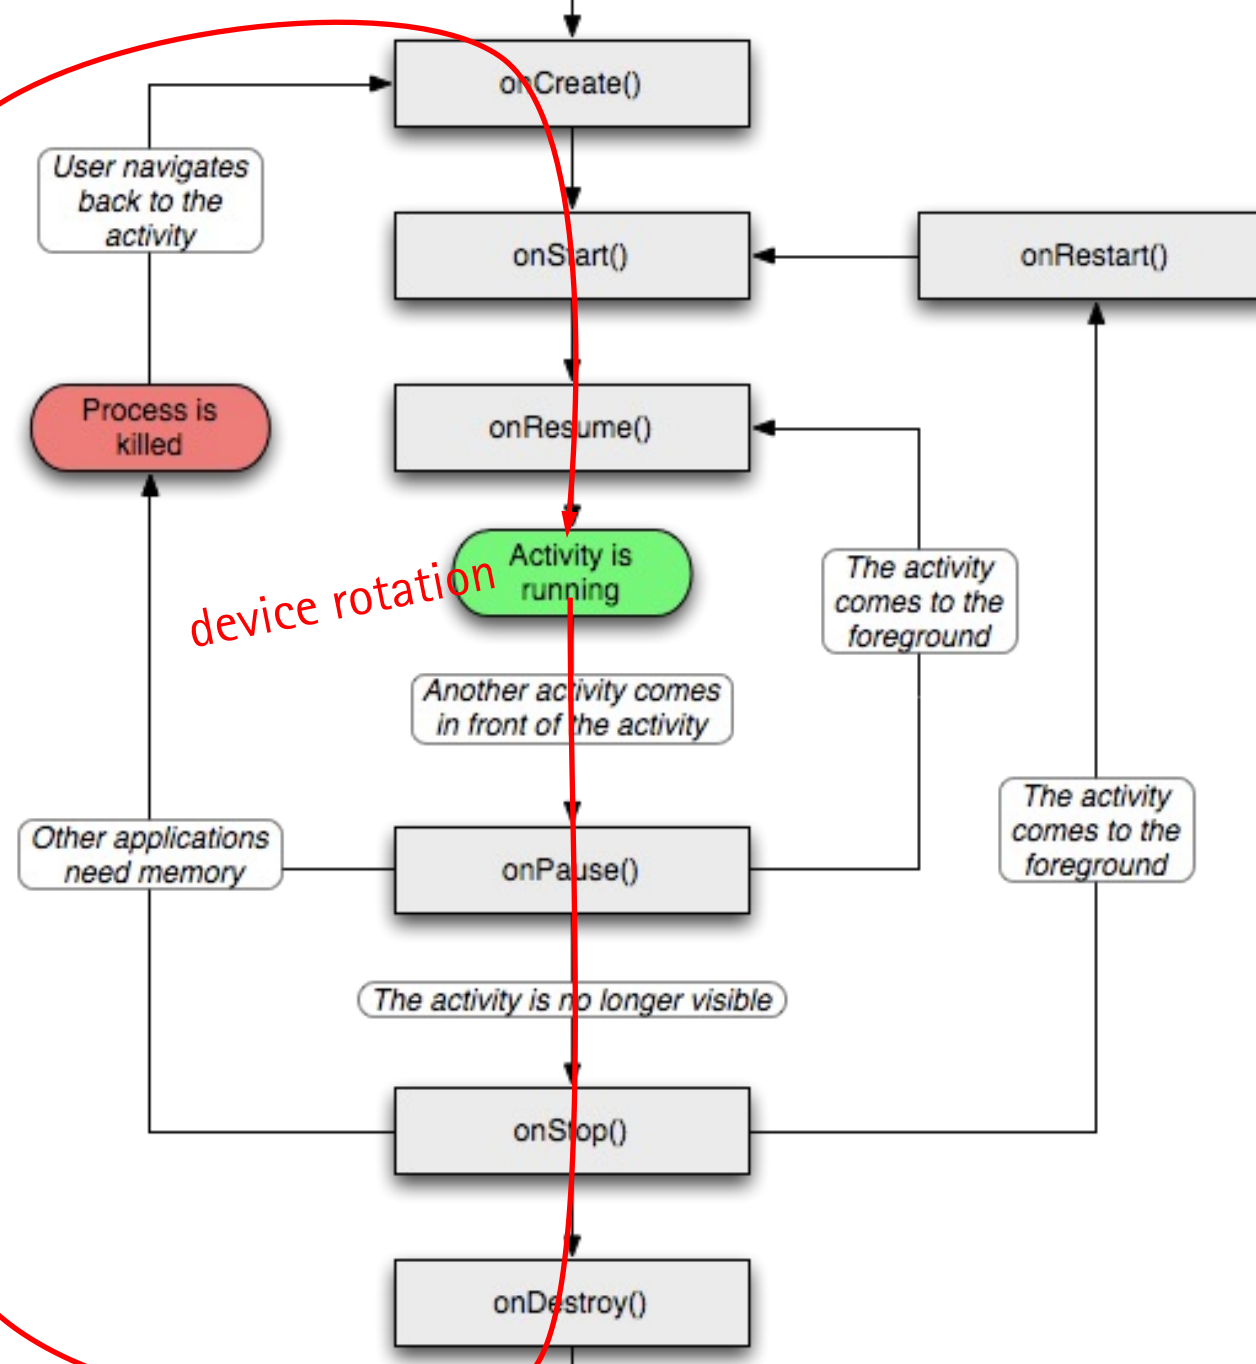 onCreate()
User navigates
back to the
activity
onStart()
onRestart()
Process is
killed
onResume()
Activity is
running
device rotation
The activity
comes to the
foreground
Another activity comes
in front of the activity
The activity
comes to the
foreground
Other applications
need memory
onPause()
The activity is no longer visible
onStop()
onDestroy()